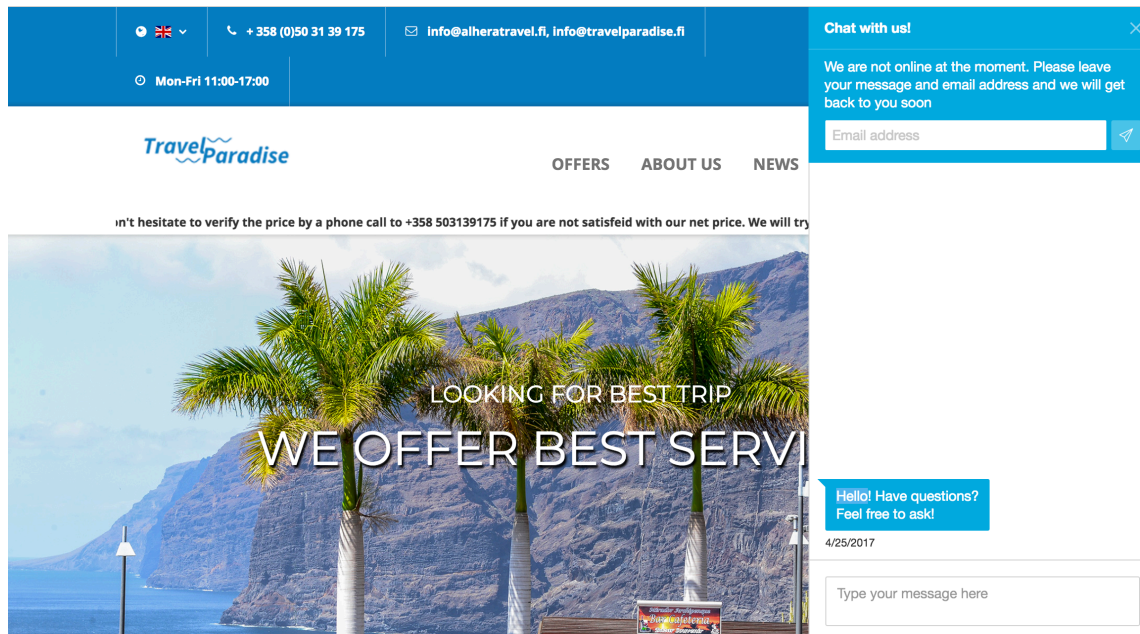 + 358 (0)50 31 39 175
info@alheratravel.fi, info@travelparadise.fi
Mon-Fri 11:00-17:00
Travel Paradise
OFFERS
ABOUT US
NEWS
on't hesitate to verify the price by a phone call to +358 503139175 if you are not satisfeid with our net price. We will try
LOOKING FOR BEST TRIP
WE OFFER BEST SERVI
Bar Cafeteria
Chat with us!
We are not online at the moment. Please leave
your message and email address and we will get
back to you soon
Email address
Hello! Have questions?
Feel free to ask!
4/25/2017
Type your message here